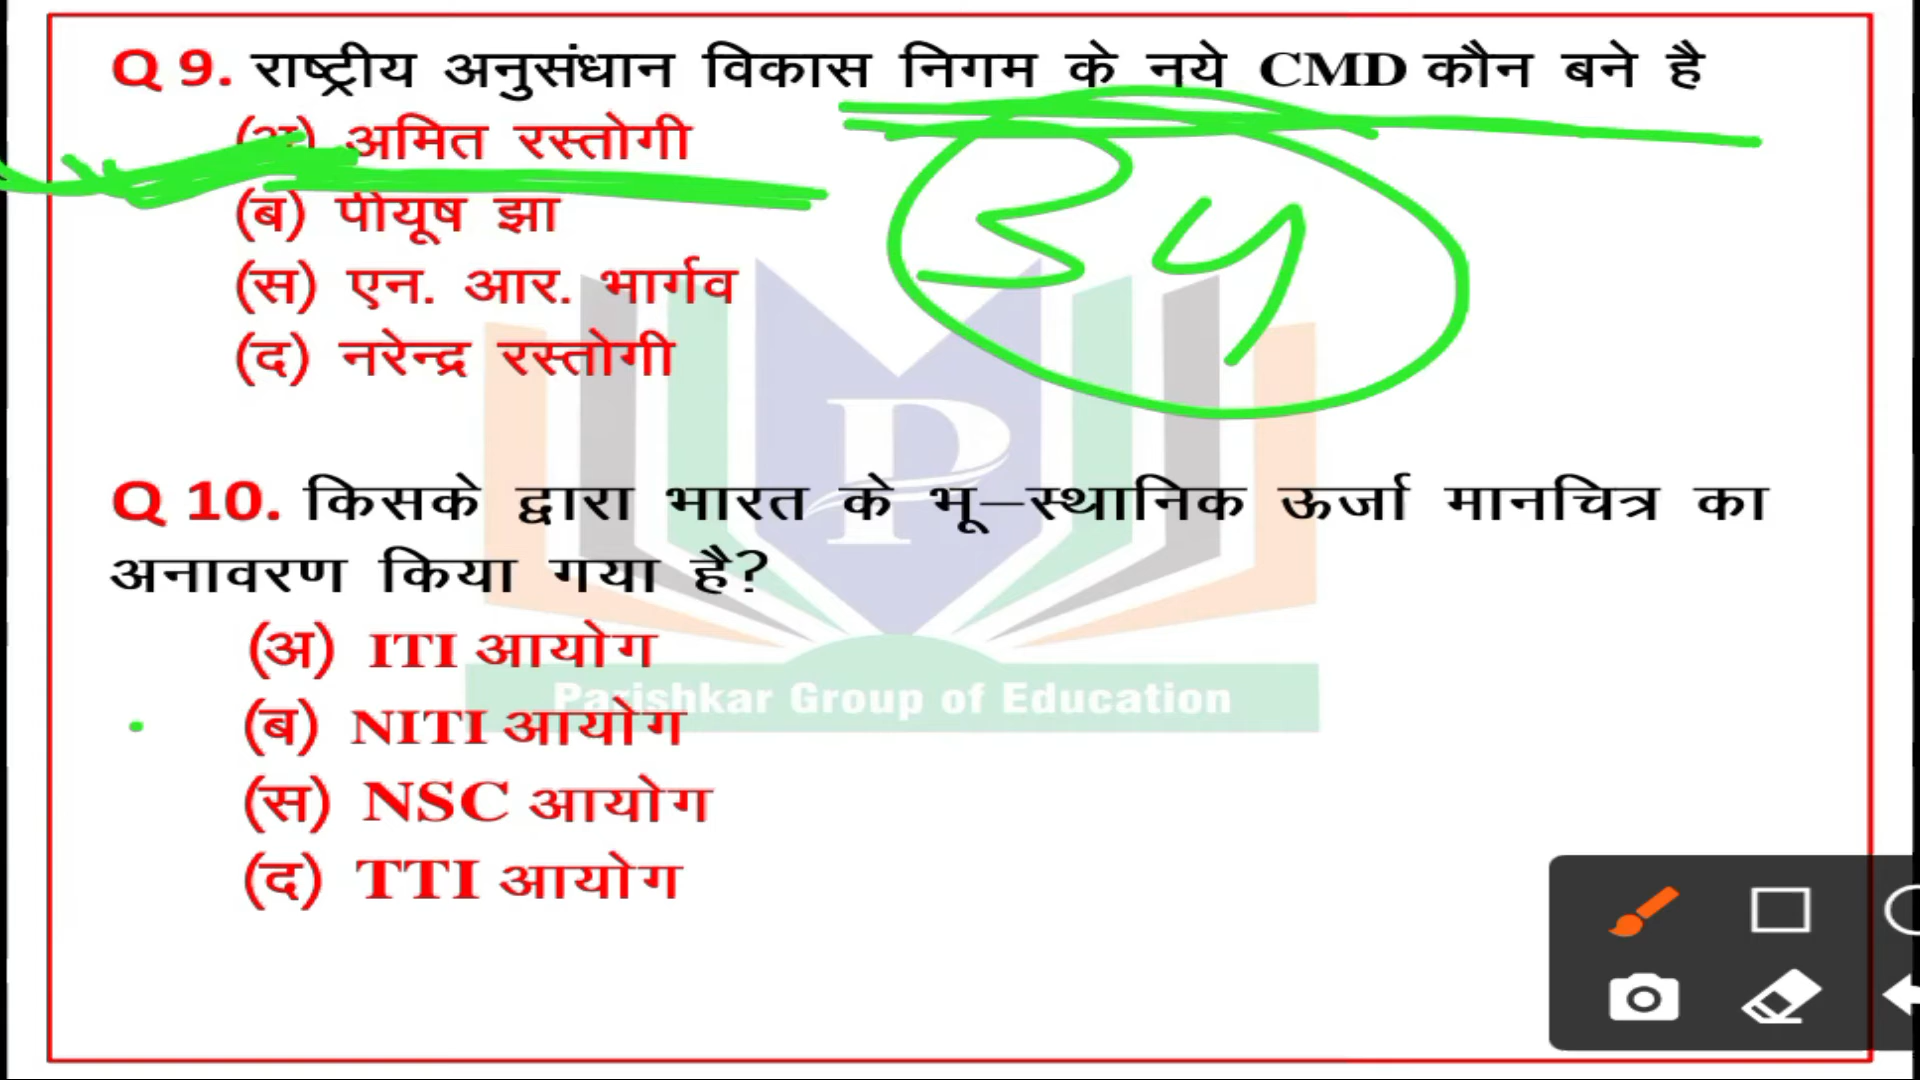 Q 9. राष्ट्रीय अनुसंधान विकास निगम के नये CMD कौन बने है
(अ) अमित रस्तोगी
(ब) पीयूष झा
(स) एन. आर. भार्गव
(द) नरेन्द्र रस्तोगी
Q 10. किसके द्वारा भारत के भू–स्थानिक ऊर्जा मानचित्र का
अनावरण किया गया है?
(अ) ITI आयोग
Parishkar Group of Education
(ब) NITI आयोग
(स) NSC आयोग
(द) TTI आयोग